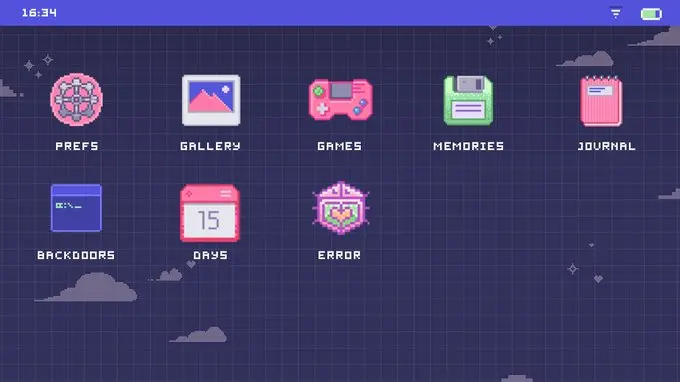 16:34
PREFS
GALLERY
GAMES
MEMORIES
JOURNAL
a:\._
BACKDOORS
15
DAYS
ERROR